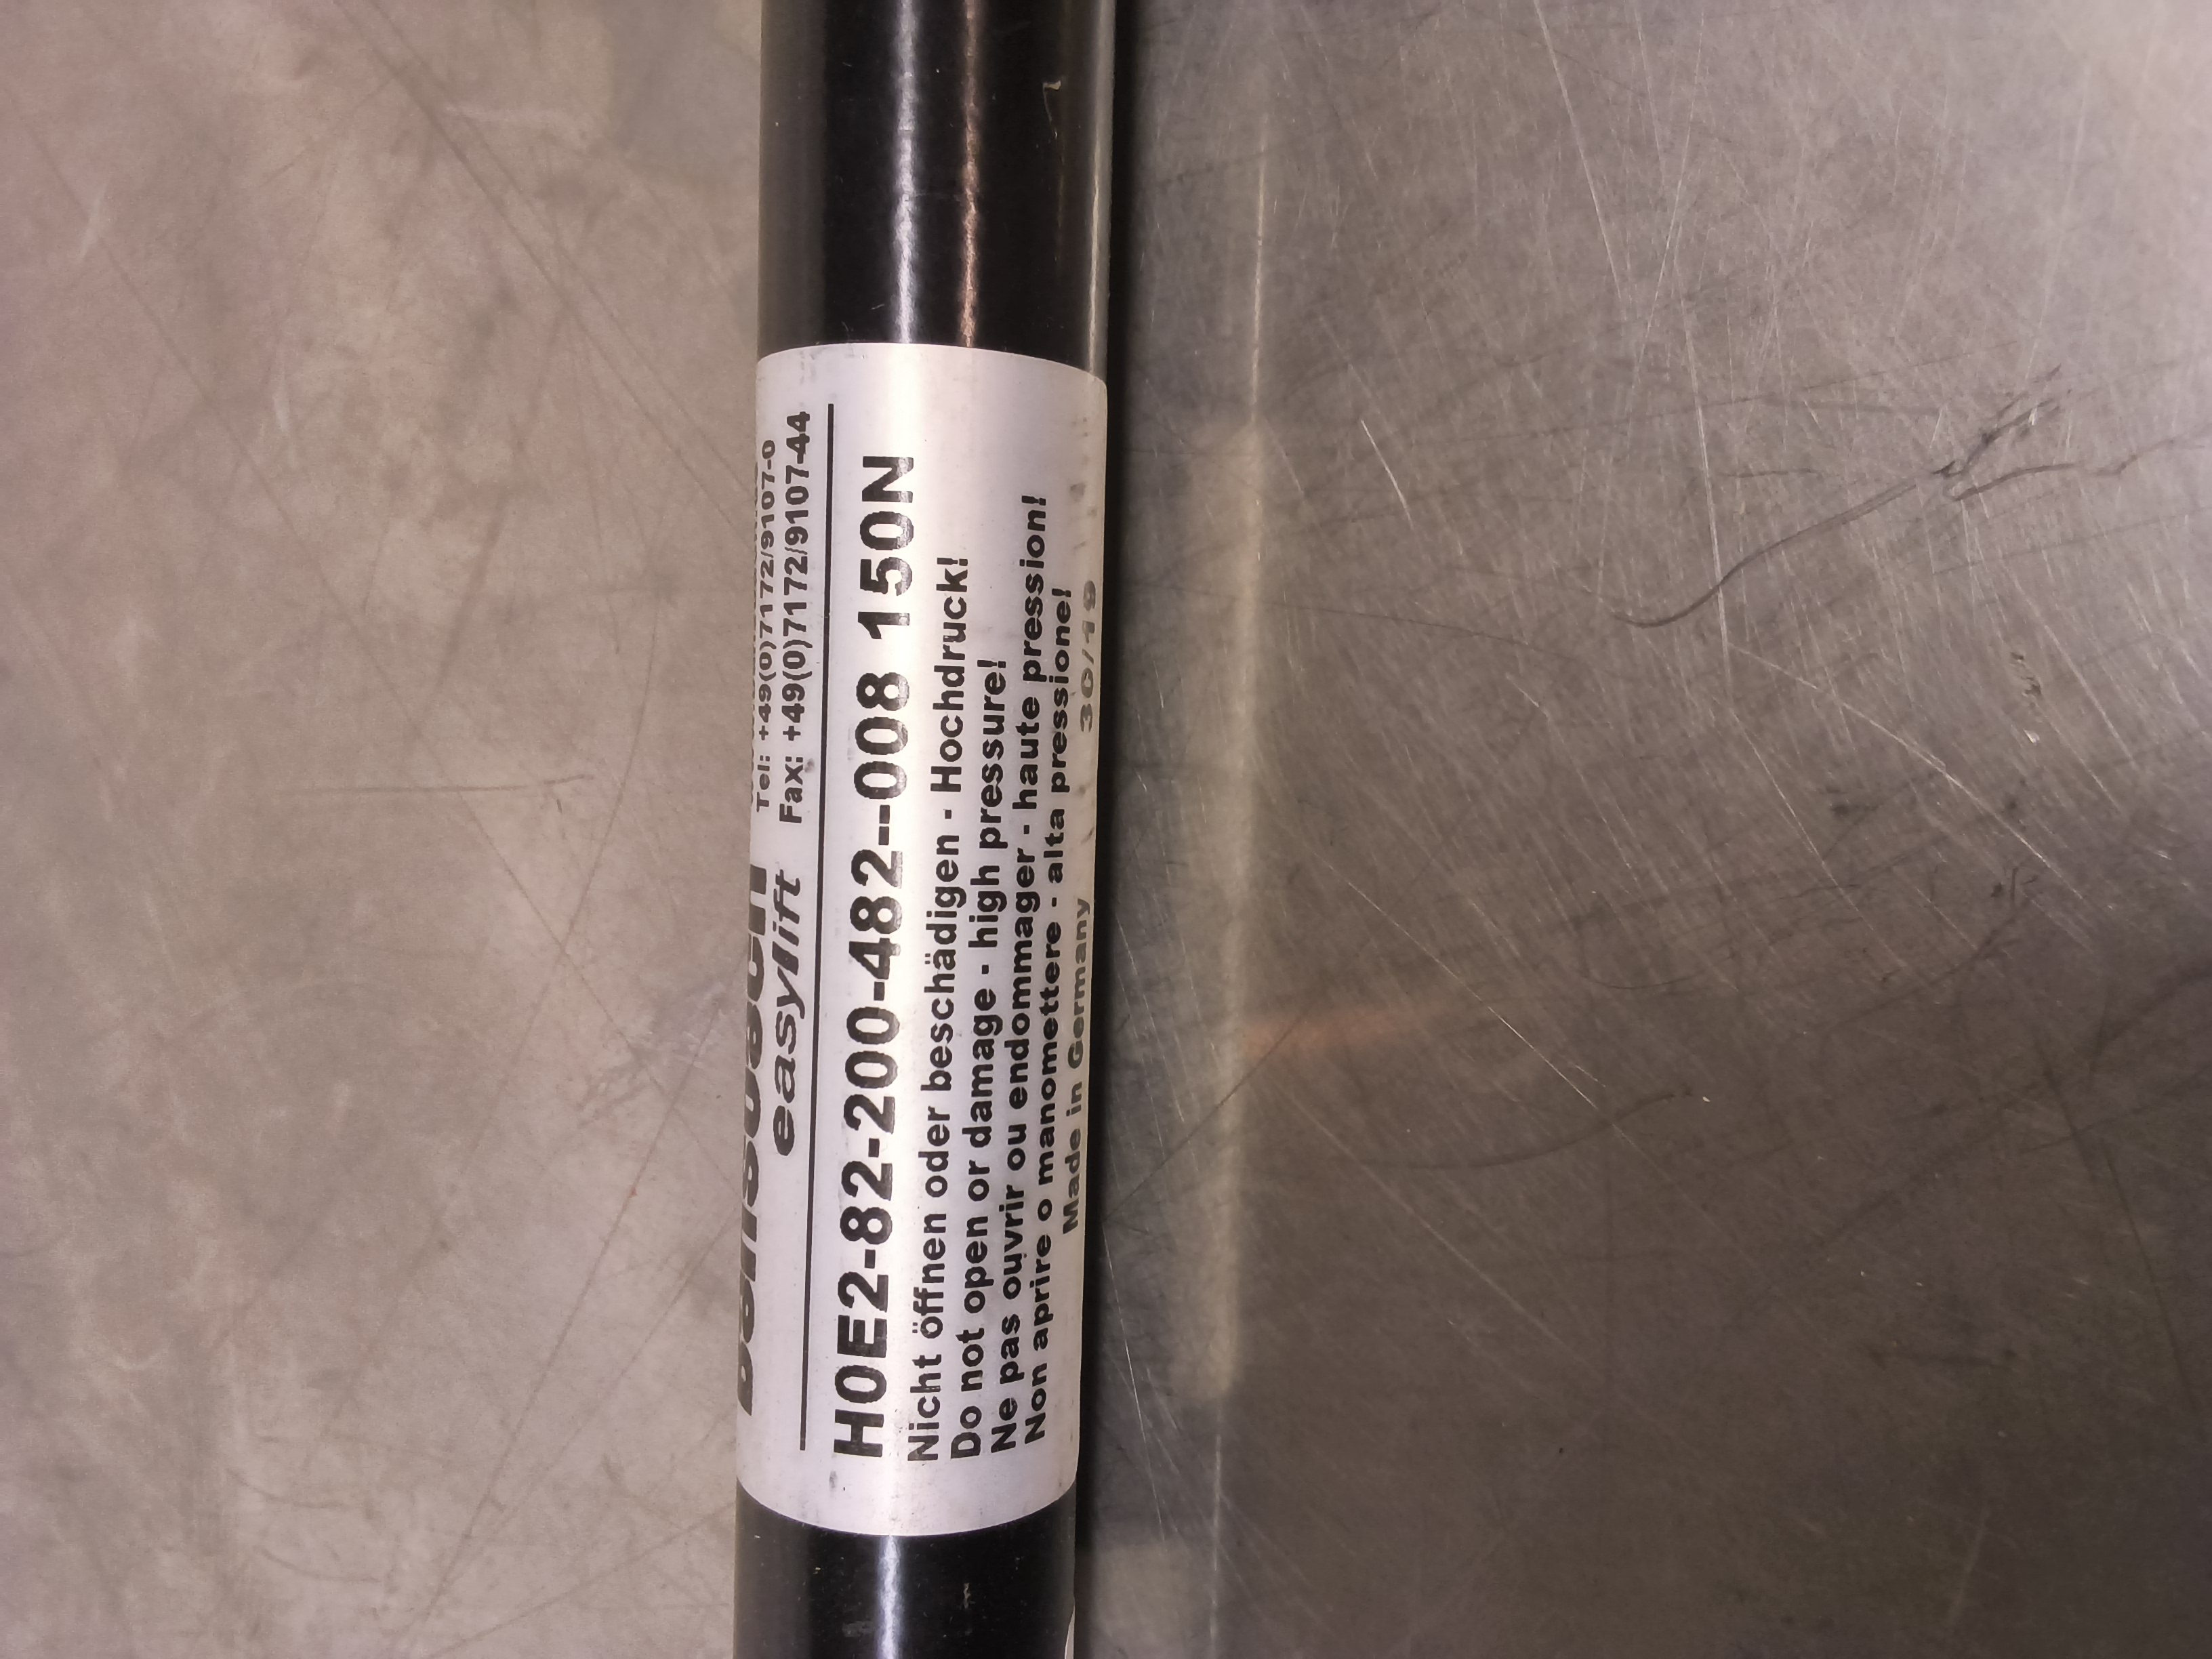 Tel: +49(0)7172/9107-0
easylift Fax: +49(0)7172/9107-44
H0E2-82-200-482--008 150N
Nicht öffnen oder beschädigen - Hochdruck!
Do not open or damage - high pressure!
Ne pas ouvrir ou endommager - haute pression!
Non aprire o manomettere - alta pressione!
Made in Germany 30/19